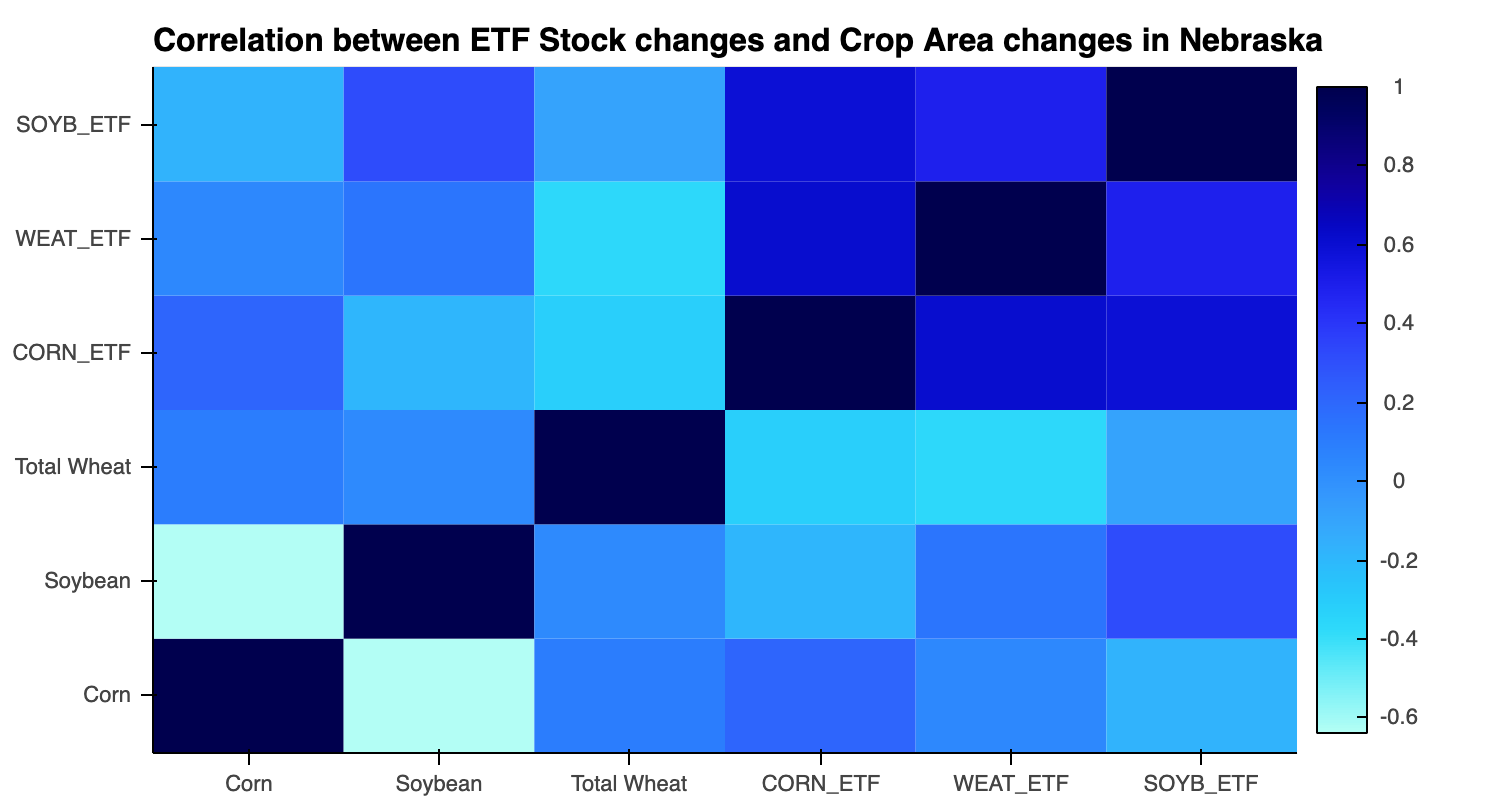 Correlation between ETF Stock changes and Crop Area changes in Nebraska
SOYB_ETF
WEAT_ETF
CORN_ETF
Total Wheat
Soybean
Corn
Corn
Soybean
Total Wheat
CORN_ETF
WEAT_ETF
SOYB_ETF
1
0.8
0.6
0.4
0.2
0
-0.2
-0.4
-0.6